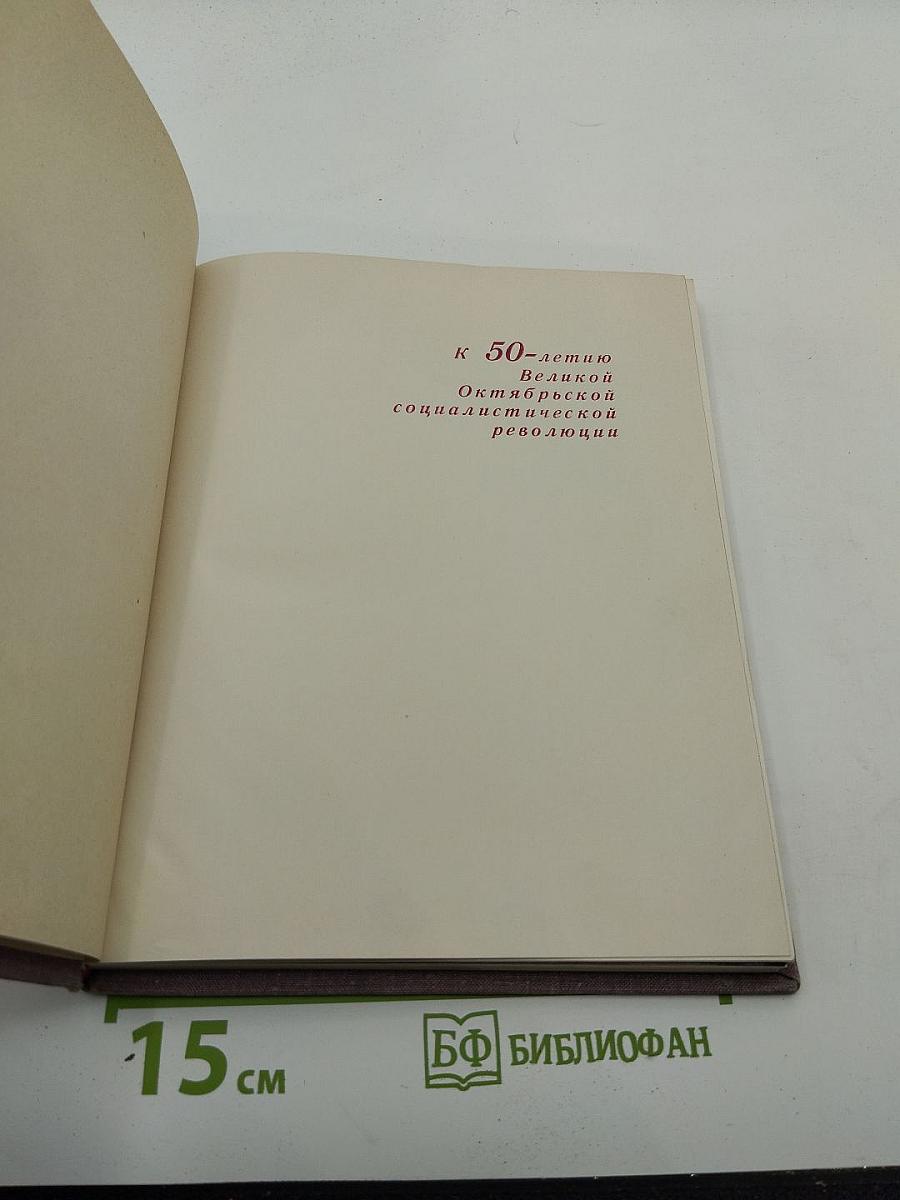 К 50-летию
Великой
Октябрьской
социалистической
революции
15 см
БФ БИБЛИОФАН